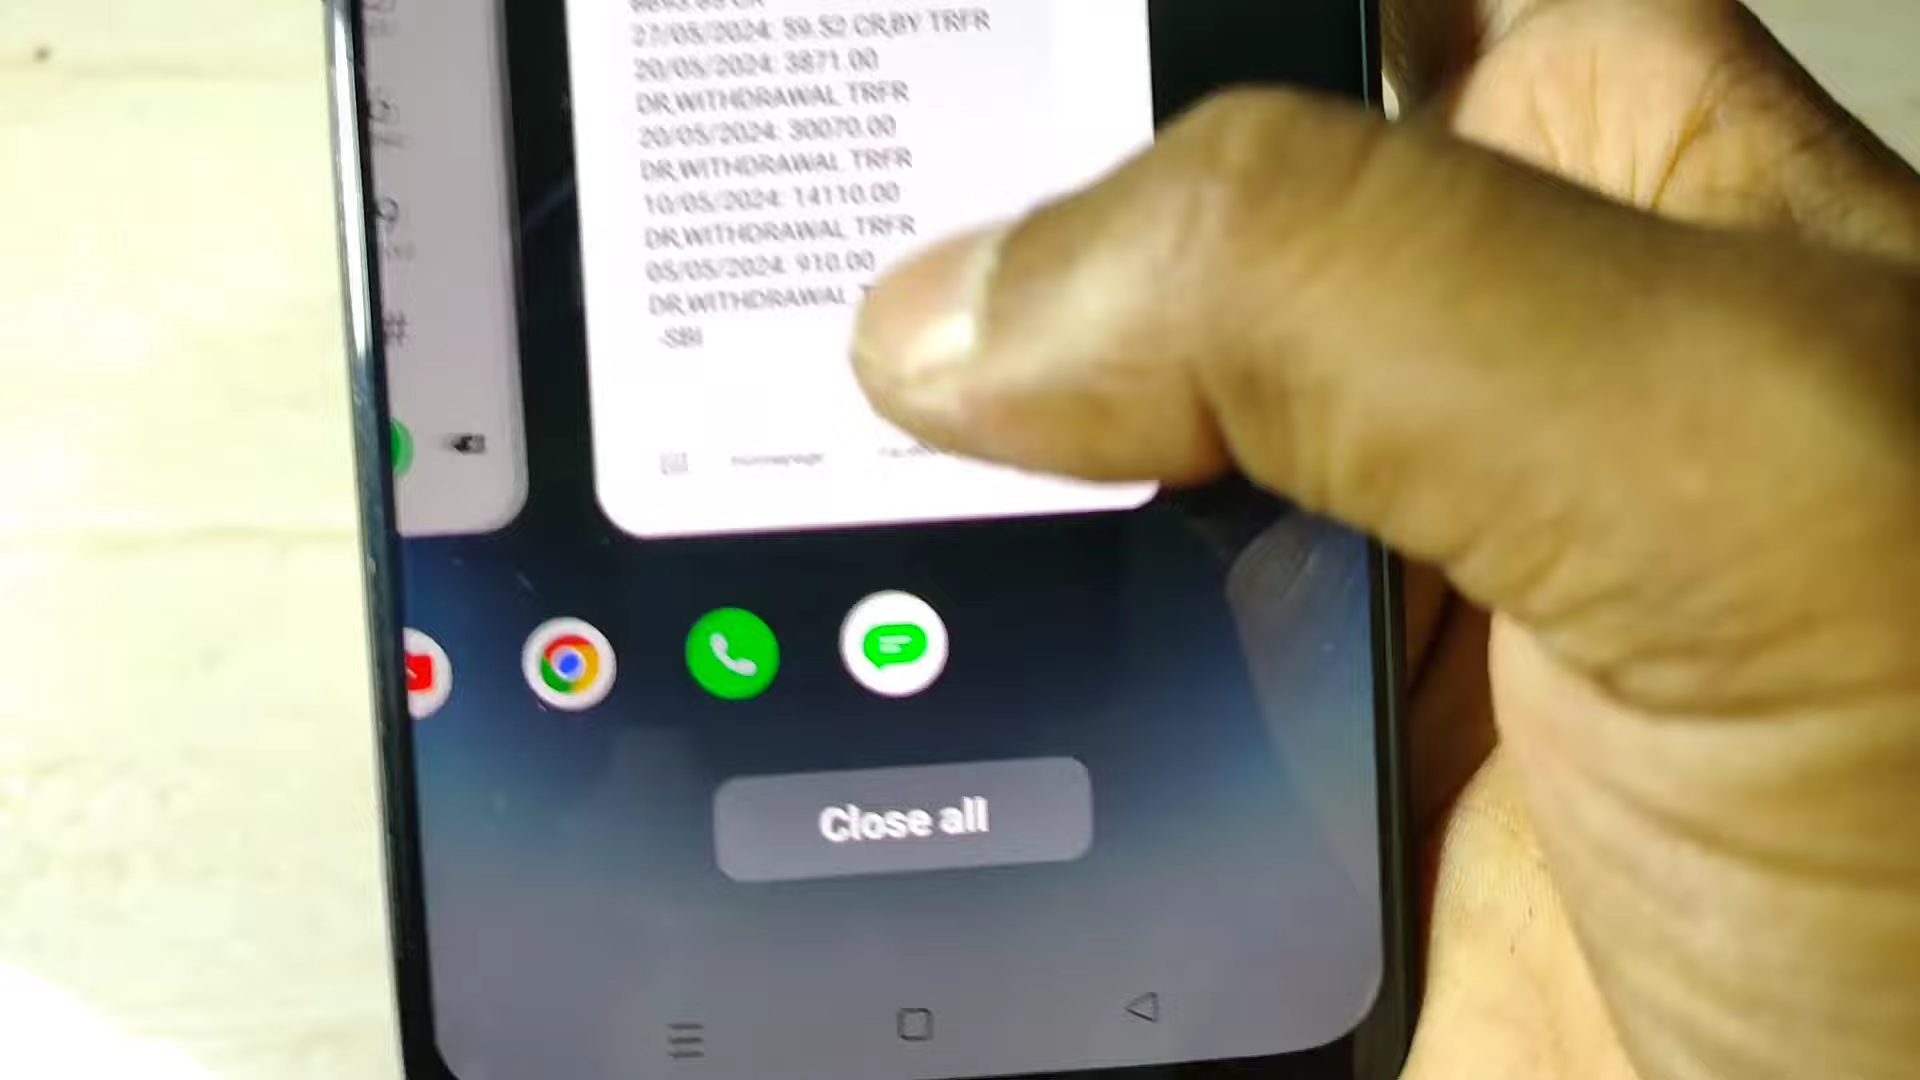 27/05/2024: 59.52 CR,BY TRFR
20/05/2024: 3871.00
DR,WITHDRAWAL TRFR
20/05/2024: 30070.00
DR,WITHDRAWAL TRFR
10/05/2024: 14110.00
DR,WITHDRAWAL TRFR
05/05/2024: 910.00
DR,WITHDRAWAL
-SBI
#
Homepage
Close all